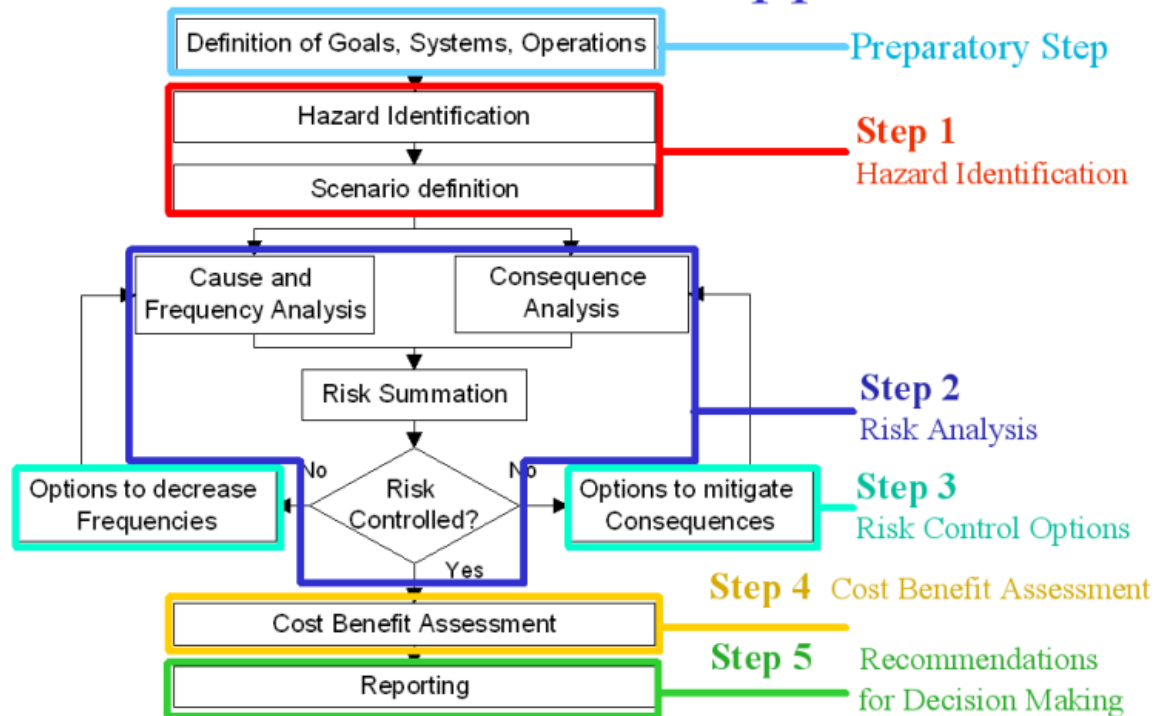 Definition of Goals, Systems, Operations
Preparatory Step
Hazard Identification
Scenario definition
Step 1
Hazard Identification
Cause and
Frequency Analysis
Consequence
Analysis
Risk Summation
Step 2
Risk Analysis
No
No
Options to decrease
Frequencies
Risk
Controlled?
Options to mitigate
Consequences
Step 3
Risk Control Options
Yes
Cost Benefit Assessment
Step 4 Cost Benefit Assessment
Reporting
Step 5 Recommendations
for Decision Making